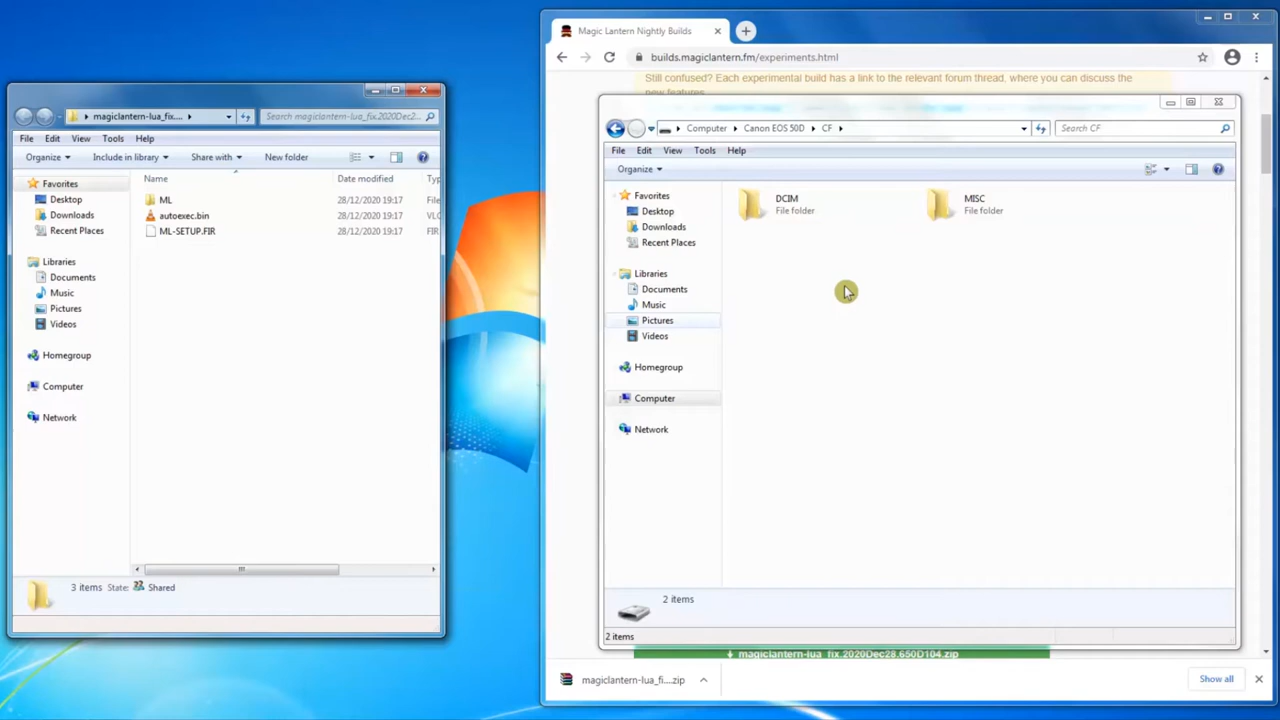 Magic Lantern Nightly Builds
builds.magiclantern.fm/experiments.html
Still confused? Each experimental build has a link to the relevant forum thread, where you can discuss the
new features
magiclantern-lua_fix....
Search magiclantern-lua_fix.2020Dec2...
File Edit View Tools Help
Organize Include in library Share with New folder
Favorites
Desktop
Downloads
Recent Places
Libraries
Documents
Music
Pictures
Videos
Homegroup
Computer
Network
Name Date modified Ty
ML 28/12/2020 19:17 File
autoexec.bin 28/12/2020 19:17 VLC
ML-SETUP.FIR 28/12/2020 19:17 FIR
3 items State: Shared
Computer Canon EOS 50D CF
Search CF
File Edit View Tools Help
Organize
Favorites
Desktop
Downloads
Recent Places
Libraries
Documents
Music
Pictures
Videos
Homegroup
Computer
Network
DCIM
File folder
MISC
File folder
2 items
2 items
magiclantern-lua_fix.2020Dec28.650D104.zip
magiclantern-lua_fi....zip
Show all